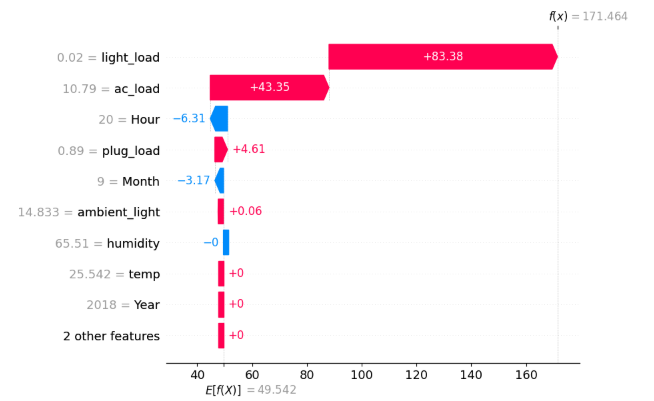 f(x) = 171.464
0.02 = light_load
+83.38
10.79 = ac_load
+43.35
20 = Hour
−6.31
0.89 = plug_load
+4.61
9 = Month
−3.17
14.833 = ambient_light
+0.06
65.51 = humidity
−0
25.542 = temp
+0
2018 = Year
+0
2 other features
+0
40 60 80 100 120 140 160
E[f(X)] = 49.542